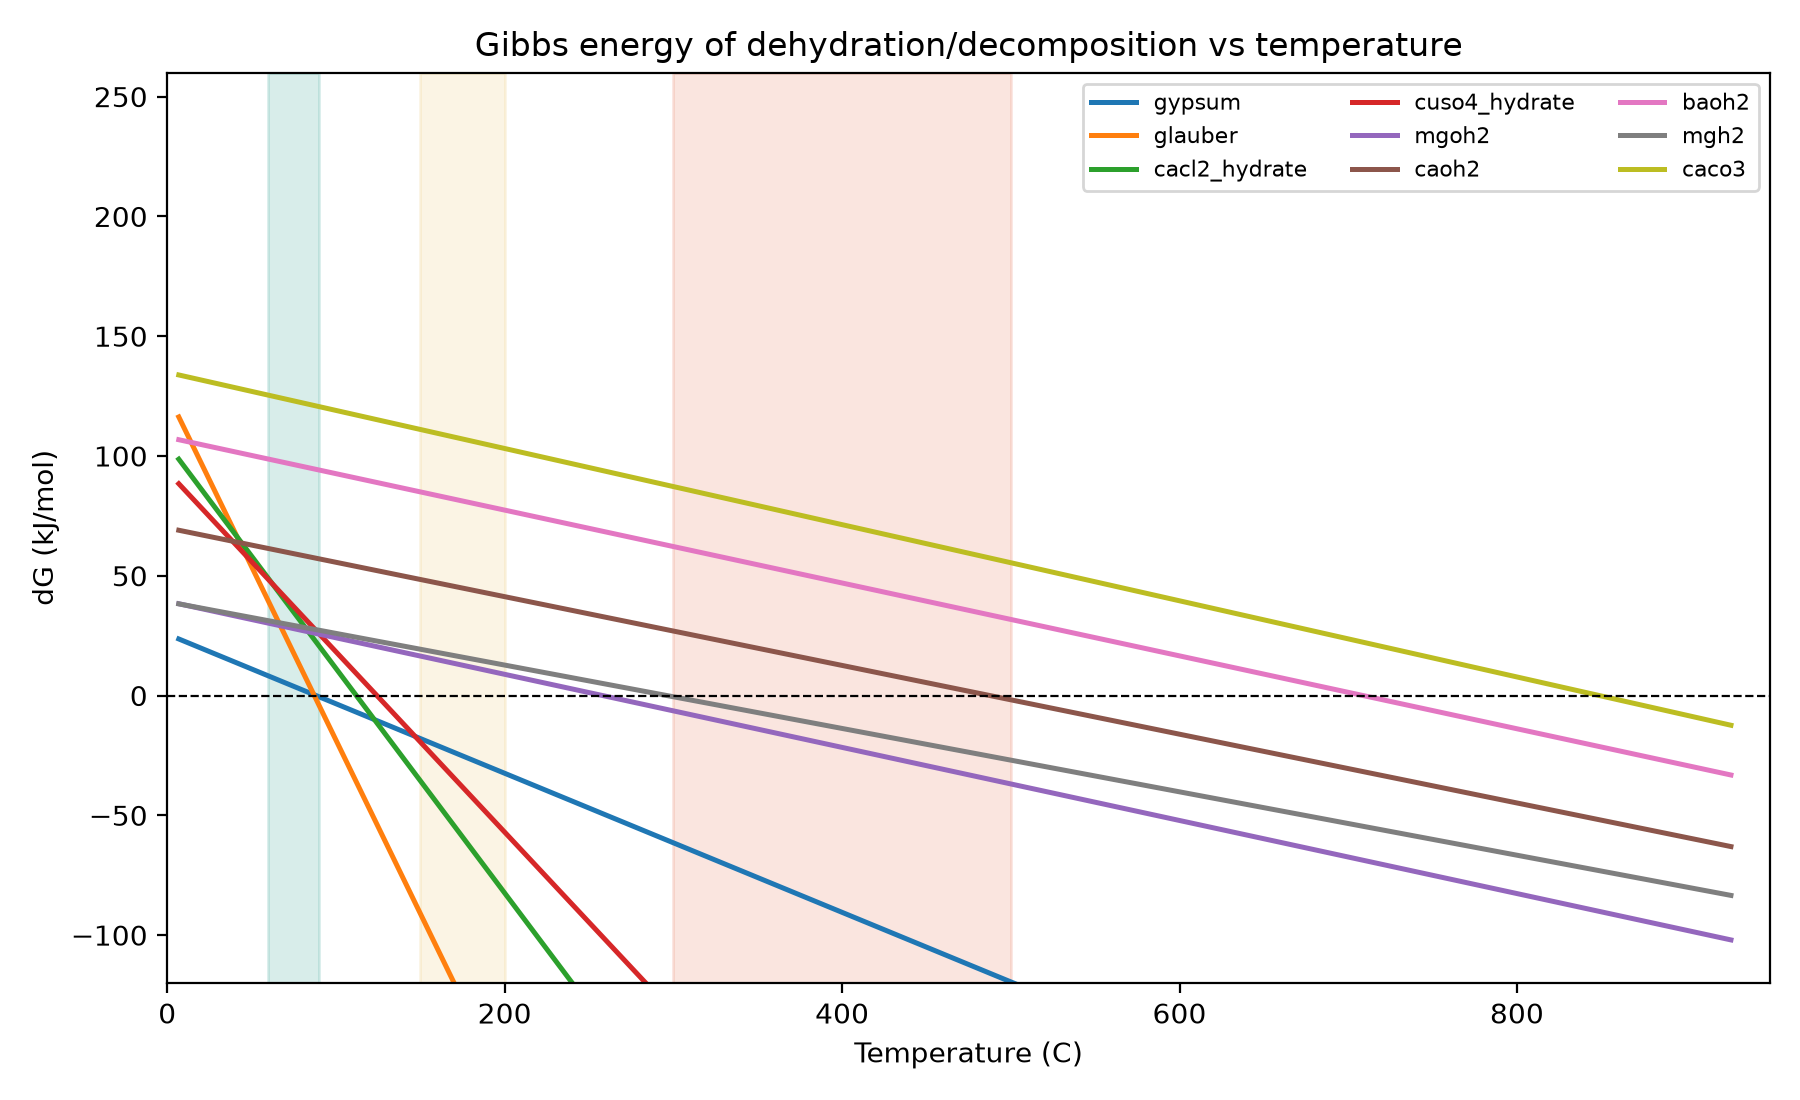 Gibbs energy of dehydration/decomposition vs temperature
gypsum
glauber
cacl2_hydrate
cuso4_hydrate
mgoh2
caoh2
baoh2
mgh2
caco3
dG (kJ/mol)
250
200
150
100
50
0
−50
−100
0
200
400
600
800
Temperature (C)